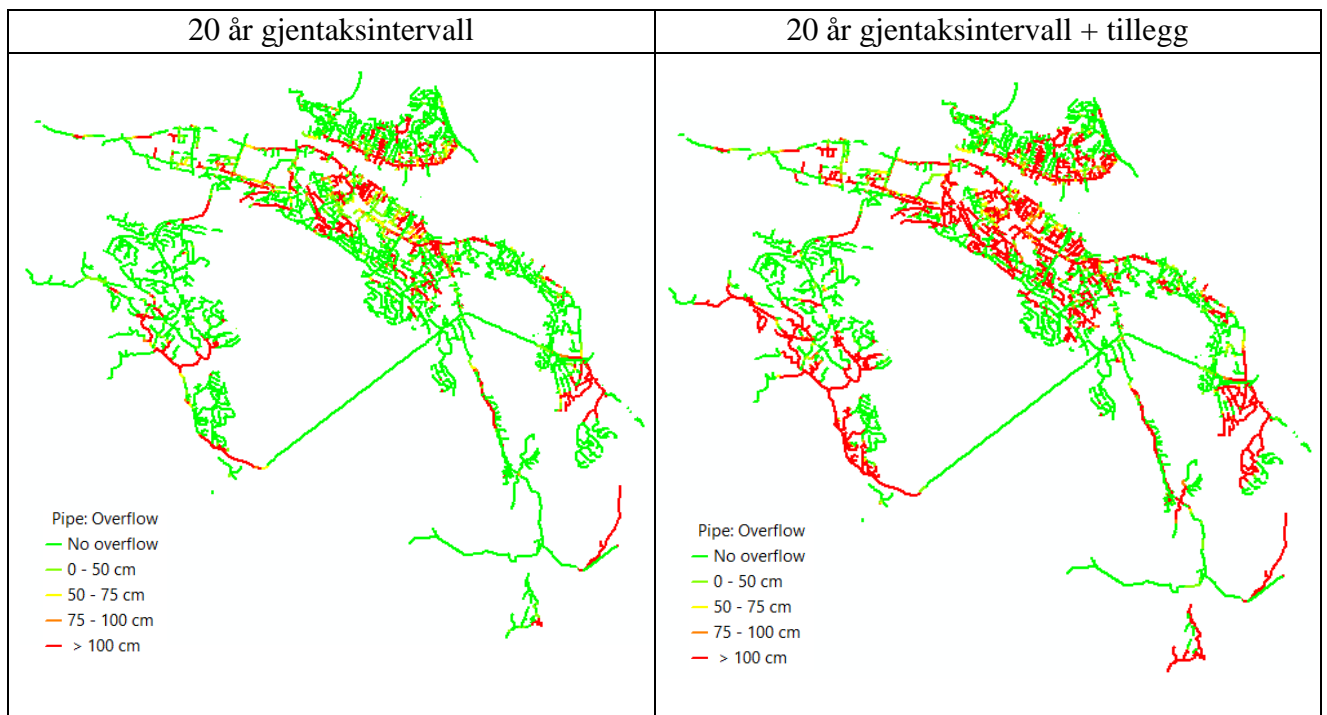 20 år gjentaksintervall
20 år gjentaksintervall + tillegg
Pipe: Overflow
No overflow
0 - 50 cm
50 - 75 cm
75 - 100 cm
> 100 cm
Pipe: Overflow
No overflow
0 - 50 cm
50 - 75 cm
75 - 100 cm
> 100 cm